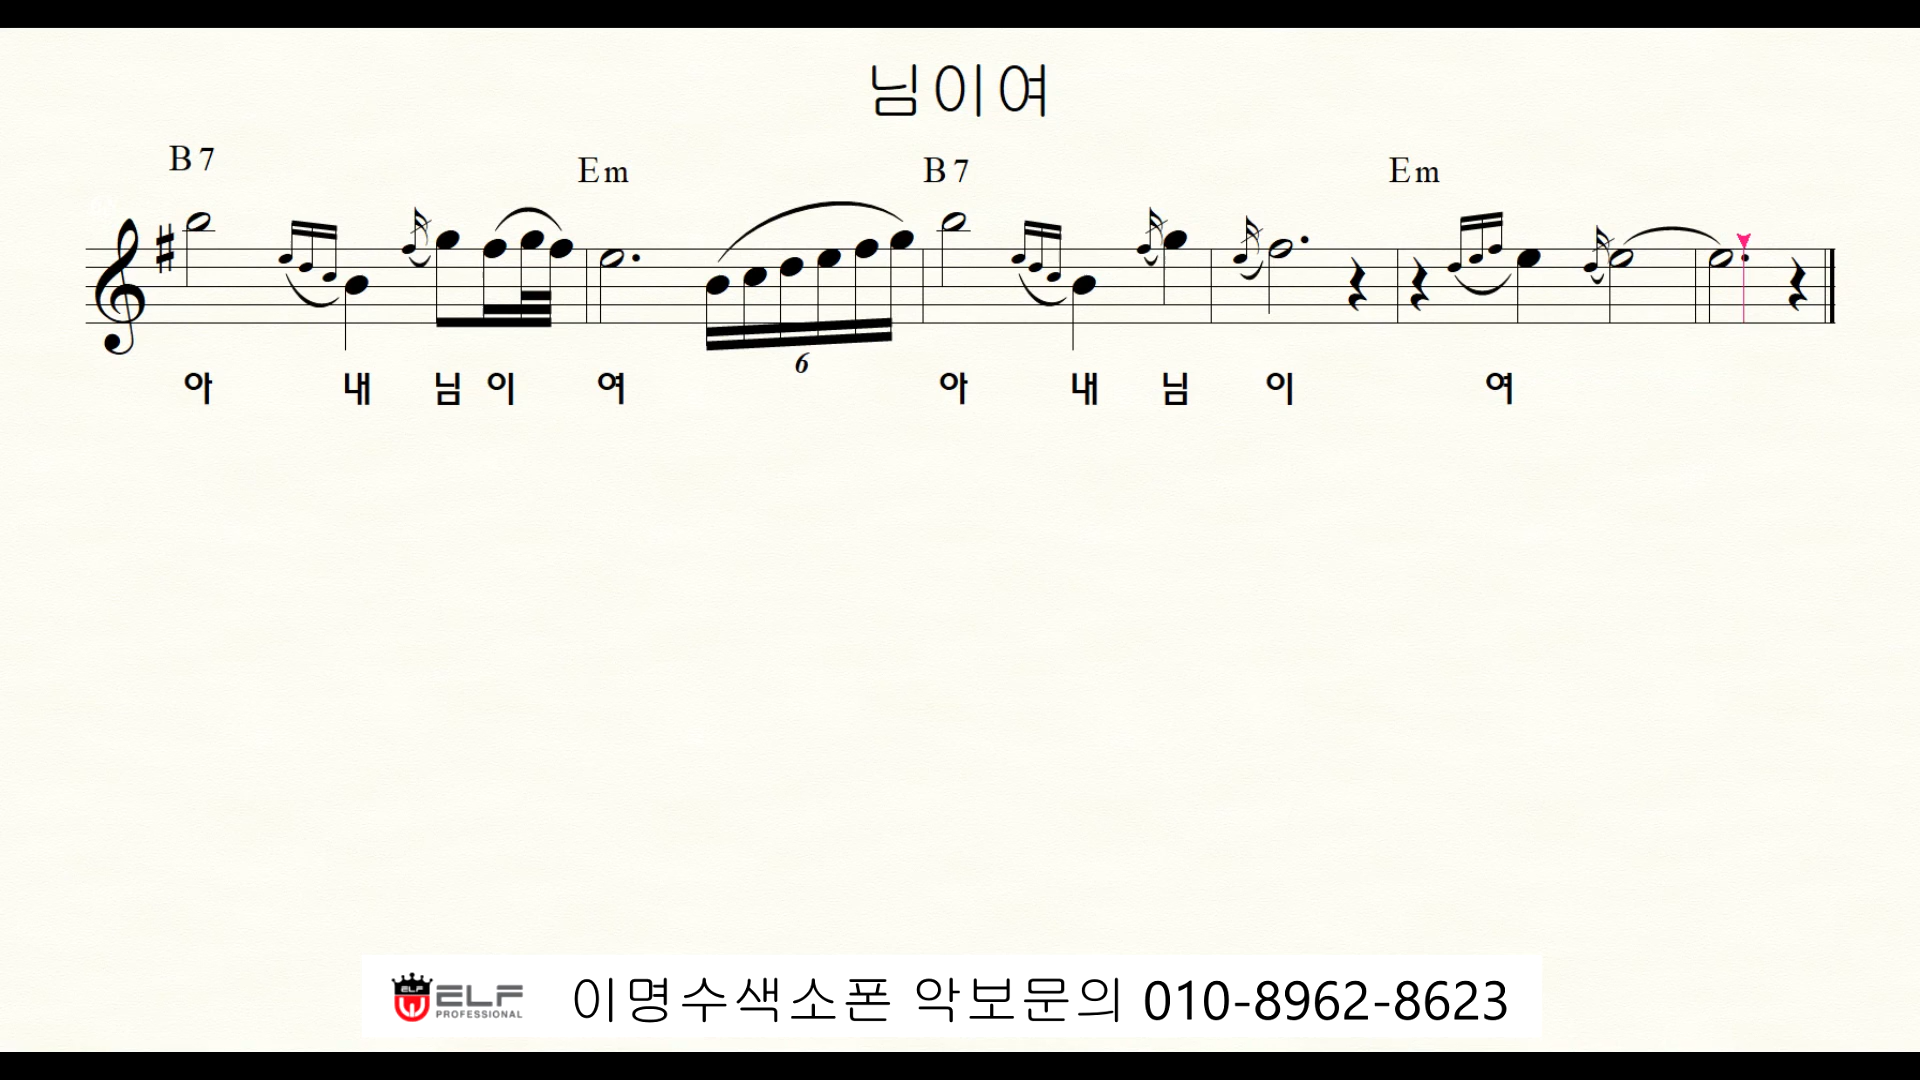 님이여
B7 Em B7 Em
6
아 내 님 이 여 아 내 님 이 여
ELF ELF PROFESSIONAL 이명수색소폰 악보문의 010-8962-8623